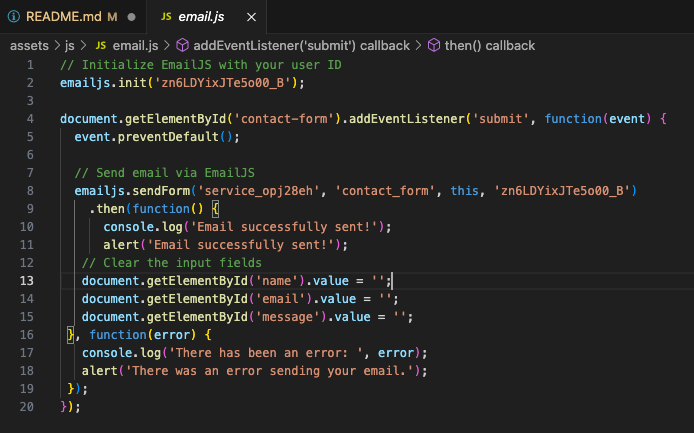 README.md M
JS email.js
assets > js > JS email.js > addEventListener('submit') callback > then() callback
1 // Initialize EmailJS with your user ID
2 emailjs.init('zn6LDYixJTe5o00_B');
3
4 document.getElementById('contact-form').addEventListener('submit', function(event) {
5   event.preventDefault();
6
7   // Send email via EmailJS
8   emailjs.sendForm('service_opj28eh', 'contact_form', this, 'zn6LDYixJTe5o00_B')
9     .then(function() {
10       console.log('Email successfully sent!');
11       alert('Email successfully sent!');
12    // Clear the input fields
13    document.getElementById('name').value = '';
14    document.getElementById('email').value = '';
15    document.getElementById('message').value = '';
16  }, function(error) {
17    console.log('There has been an error: ', error);
18    alert('There was an error sending your email.');
19  });
20 });